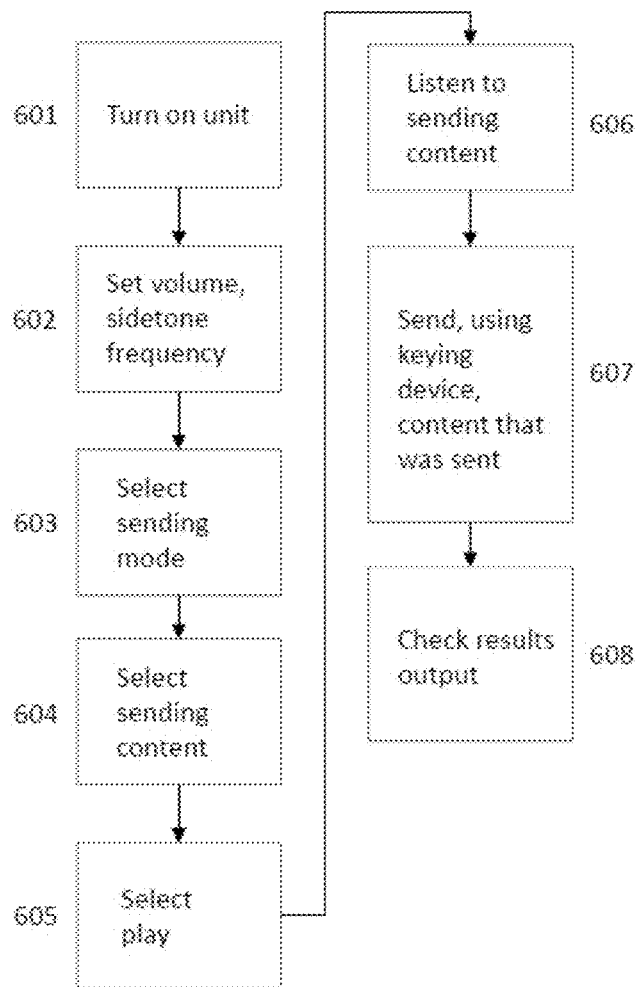 601
Turn on unit
602
Set volume,
sidetone
frequency
603
Select
sending
mode
604
Select
sending
content
605
Select
play
Listen to
sending
content
606
Send, using
keying
device,
content that
was sent
607
Check results
output
608